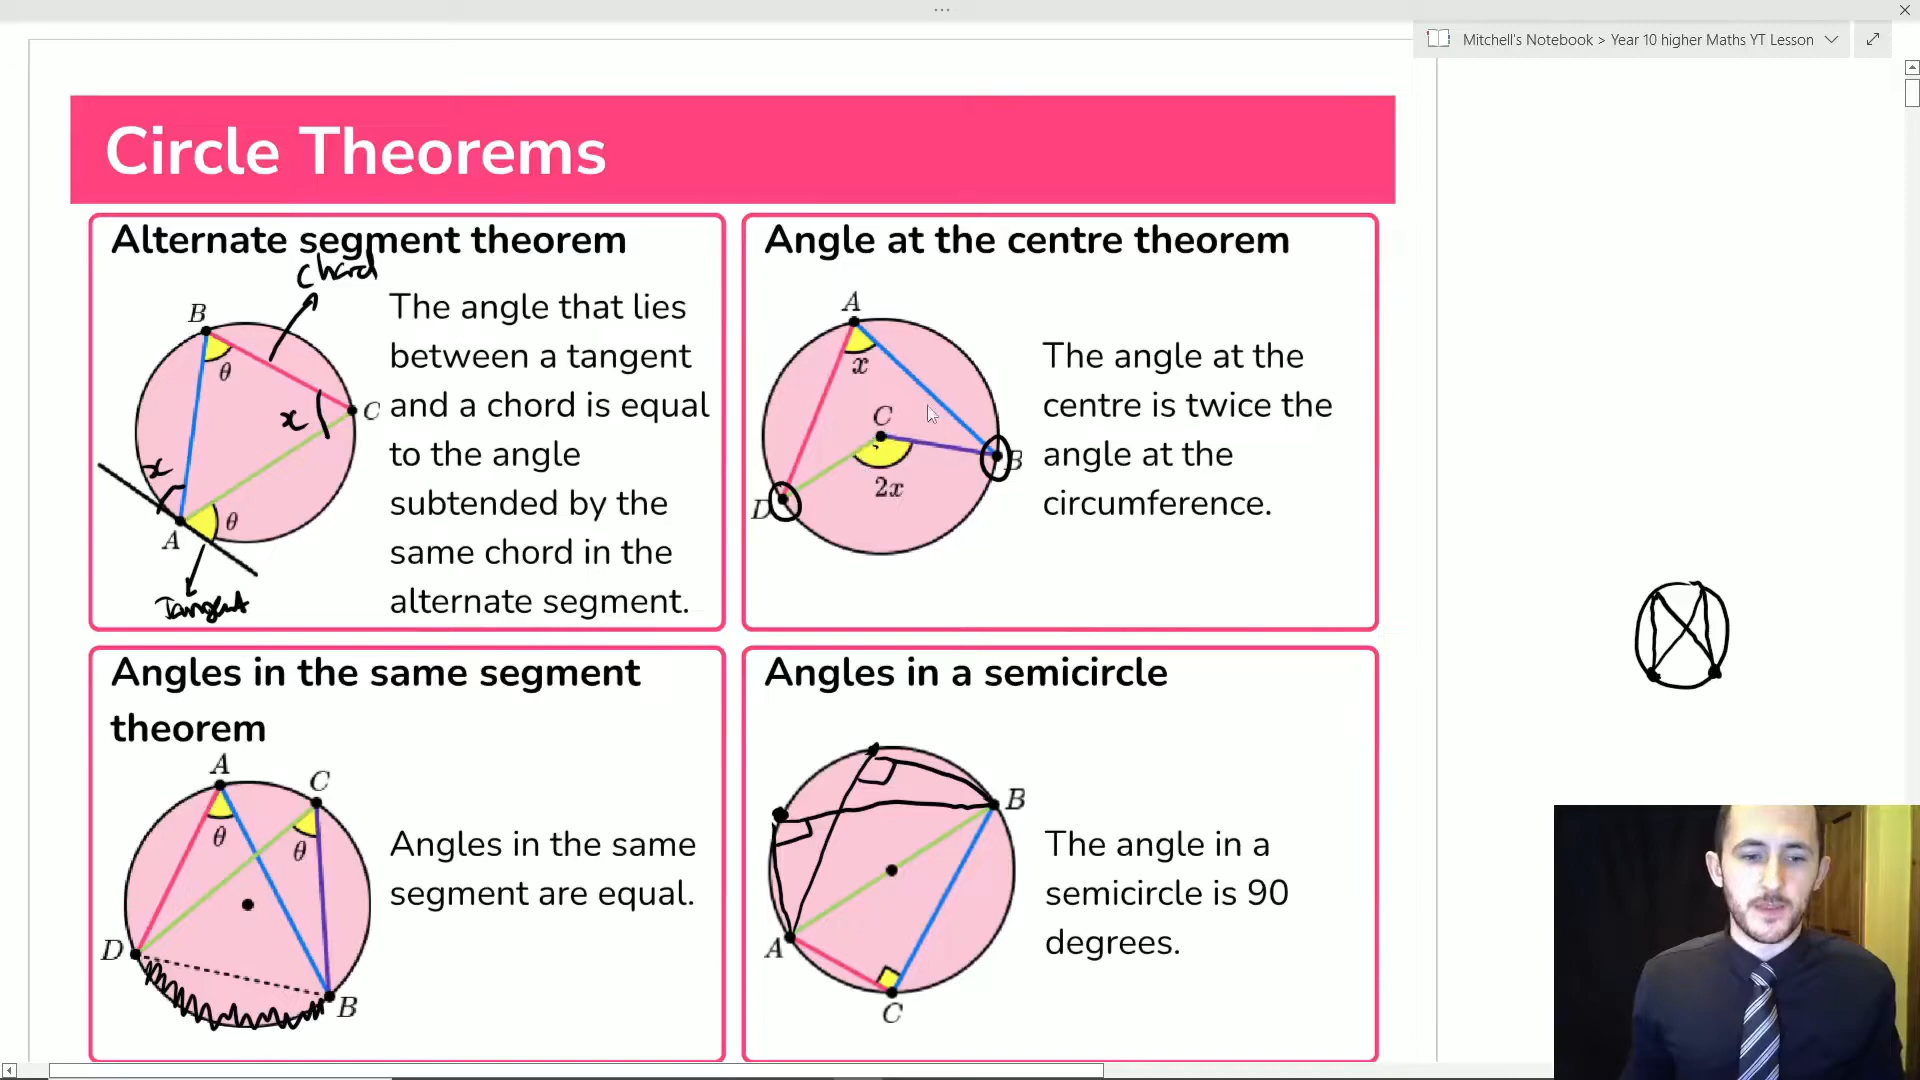 Mitchell's Notebook > Year 10 higher Maths YT Lesson
Circle Theorems
Alternate segment theorem
Chord
B
θ
x
C
x
θ
A
Tangent
The angle that lies
between a tangent
and a chord is equal
to the angle
subtended by the
same chord in the
alternate segment.
Angle at the centre theorem
A
x
C
B
2x
D
The angle at the
centre is twice the
angle at the
circumference.
Angles in the same segment
theorem
A
C
θ
θ
D
B
Angles in the same
segment are equal.
Angles in a semicircle
B
A
C
The angle in a
semicircle is 90
degrees.